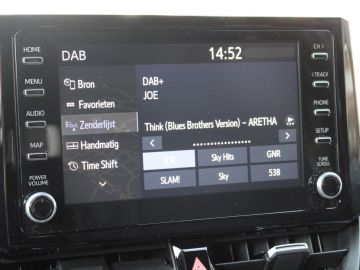 HOME
MENU
AUDIO
MAP
POWER
VOLUME
DAB
14:52
Bron
Favorieten
Zenderlijst
Handmatig
Time Shift
DAB+
JOE
Think (Blues Brothers Version) – ARETHA
JOE
Sky Hits
GNR
SLAM!
Sky
538
CH >
< TRACK
PHONE
SETUP
TUNE
SCROLL